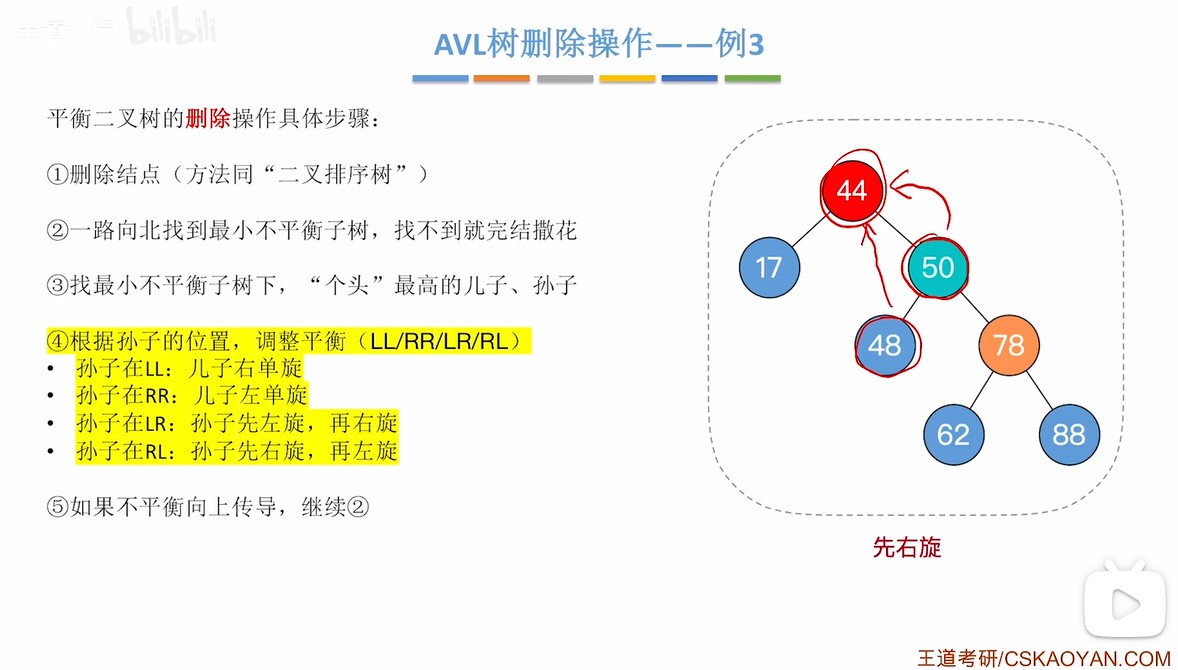 bilibili
AVL树删除操作——例3
平衡二叉树的删除操作具体步骤：
①删除结点（方法同“二叉排序树”）
②一路向北找到最小不平衡子树，找不到就完结撒花
③找最小不平衡子树下，“个头”最高的儿子、孙子
④根据孙子的位置，调整平衡（LL/RR/LR/RL）
• 孙子在LL：儿子右单旋
• 孙子在RR：儿子左单旋
• 孙子在LR：孙子先左旋，再右旋
• 孙子在RL：孙子先右旋，再左旋
⑤如果不平衡向上传导，继续②
44
17 50
48 78
62 88
先右旋
王道考研/CSKAOYAN.COM